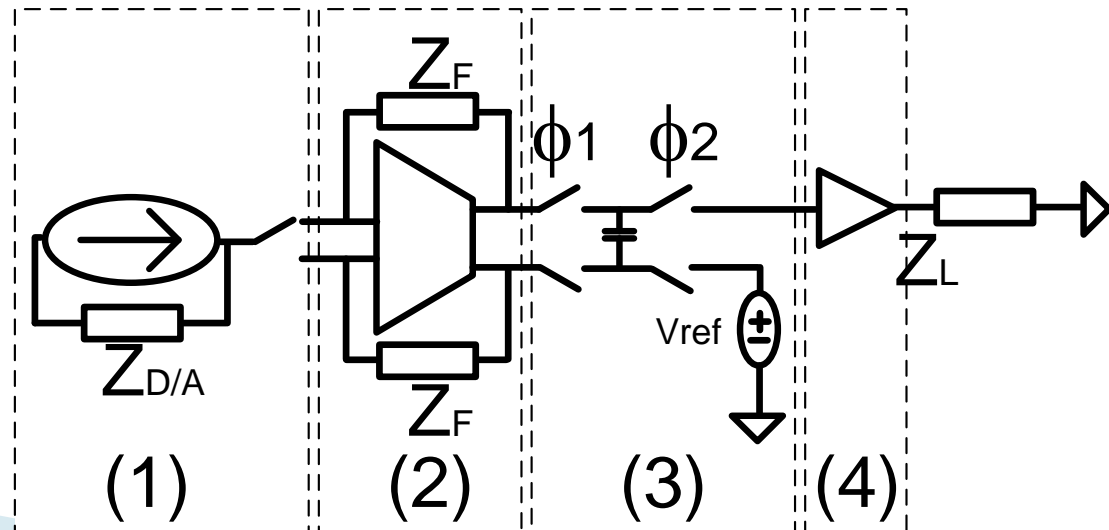 ZF
ϕ1
ϕ2
ZD/A
ZF
Vref
ZL
(1)
(2)
(3)
(4)